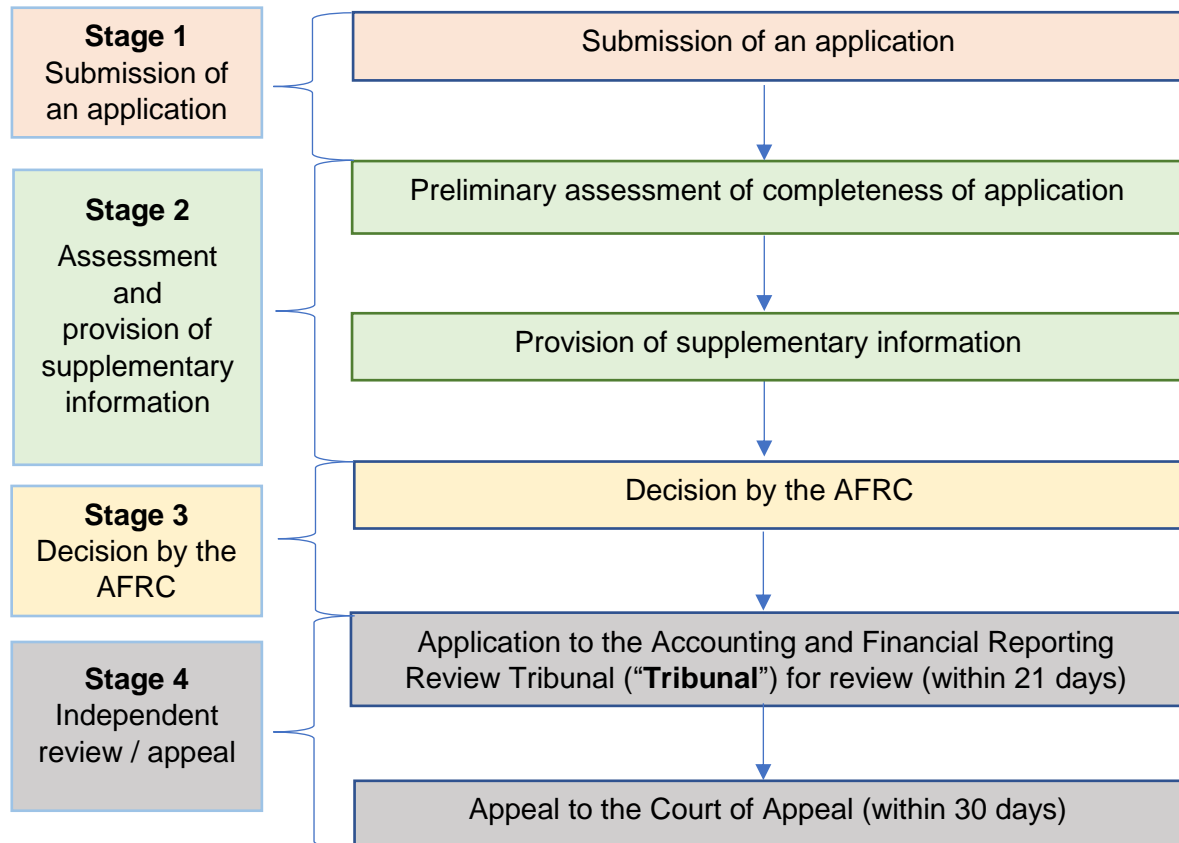 Stage 1
Submission of
an application
Submission of an application
Stage 2
Assessment
and
provision of
supplementary
information
Preliminary assessment of completeness of application
Provision of supplementary information
Stage 3
Decision by the
AFRC
Decision by the AFRC
Stage 4
Independent
review / appeal
Application to the Accounting and Financial Reporting
Review Tribunal (“Tribunal”) for review (within 21 days)
Appeal to the Court of Appeal (within 30 days)